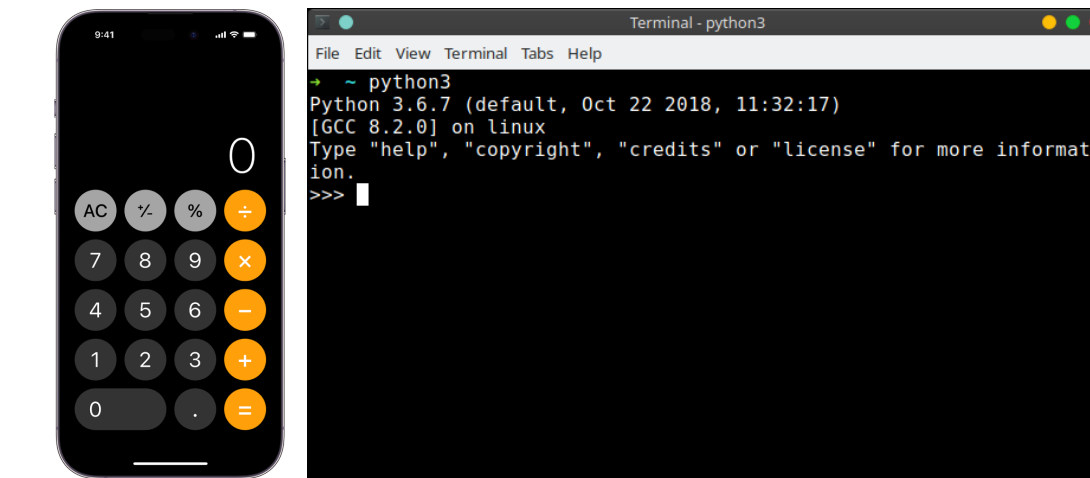 9:41
0
AC +/- % ÷
7 8 9 ×
4 5 6 −
1 2 3 +
0 . =
Terminal - python3
File Edit View Terminal Tabs Help
→ ~ python3
Python 3.6.7 (default, Oct 22 2018, 11:32:17)
[GCC 8.2.0] on linux
Type "help", "copyright", "credits" or "license" for more informat
ion.
>>>